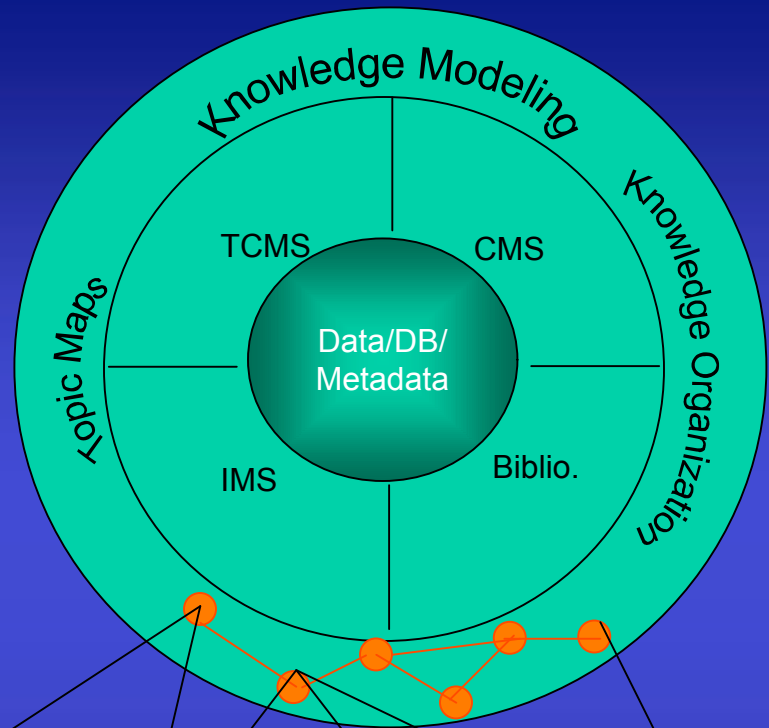 Knowledge Modeling
Knowledge Organization
Topic Maps
TCMS
CMS
Data/DB/
Metadata
IMS
Biblio.